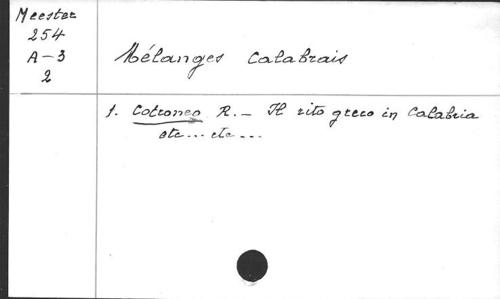 Meester
254
A-3
2
Mélanges Calabrais
1. Cotroneo R. - Il rito greco in Calabria
etc... etc...